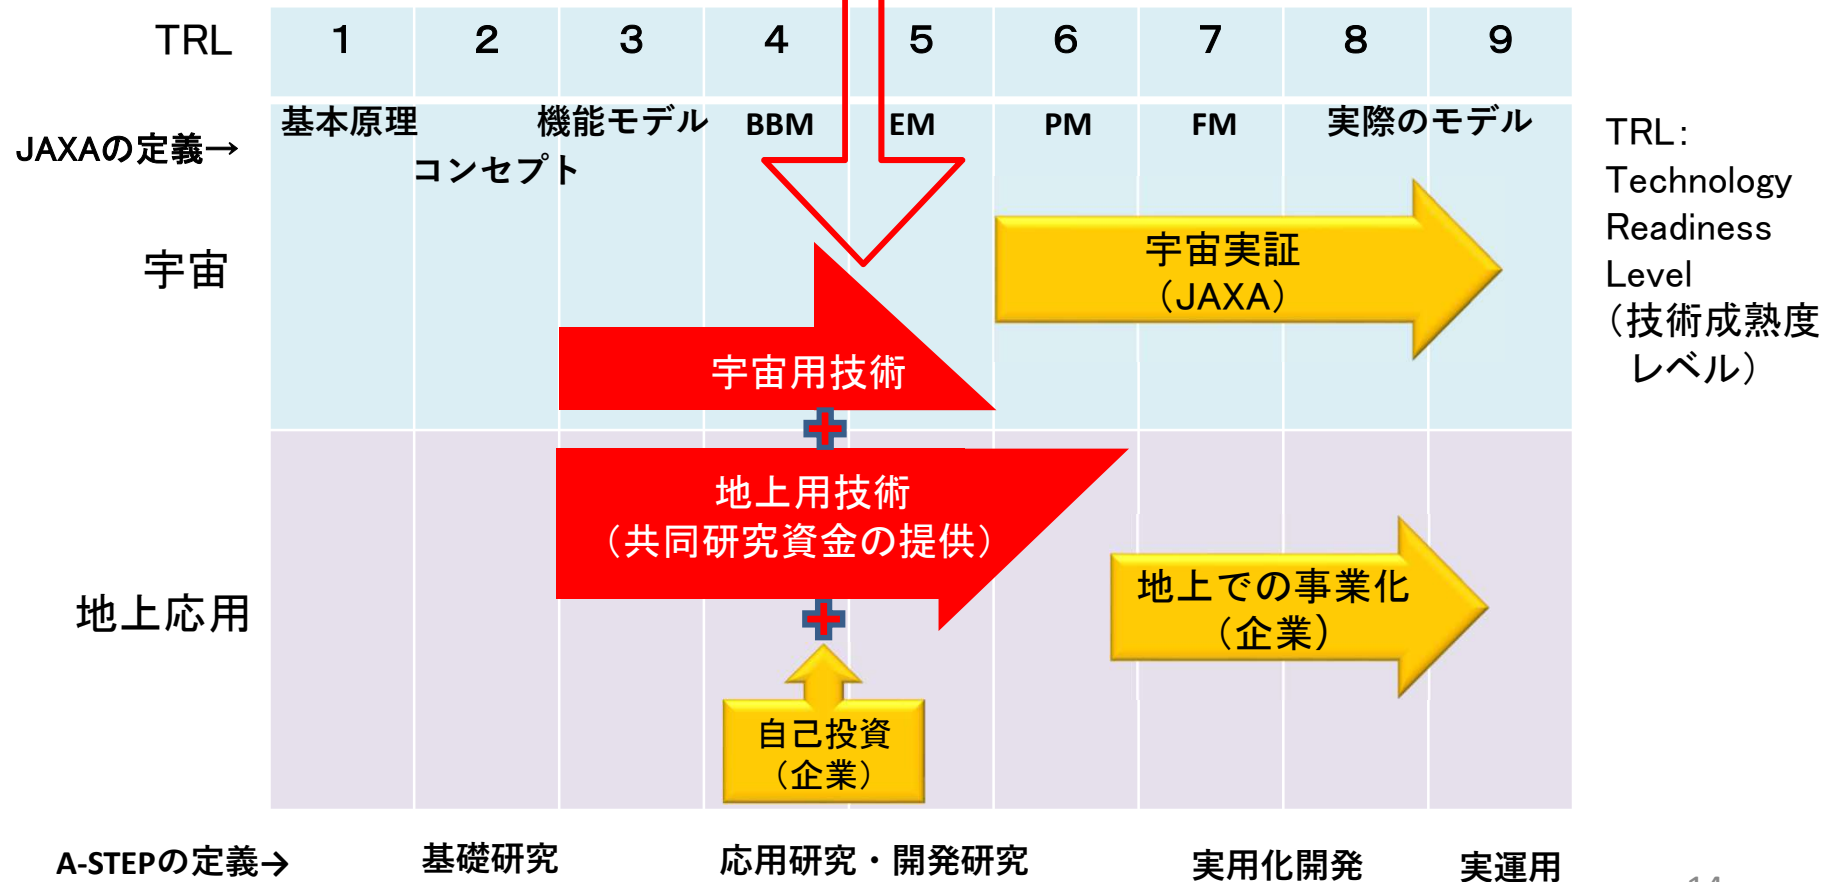 TRL 1 2 3 4 5 6 7 8 9
JAXAの定義→ 基本原理 機能モデル BBM EM PM FM 実際のモデル
コンセプト
TRL:
Technology
Readiness
Level
(技術成熟度
レベル)
宇宙
宇宙実証
(JAXA)
宇宙用技術
地上用技術
(共同研究資金の提供)
地上応用
地上での事業化
(企業)
自己投資
(企業)
A-STEPの定義→ 基礎研究 応用研究・開発研究 実用化開発 実運用